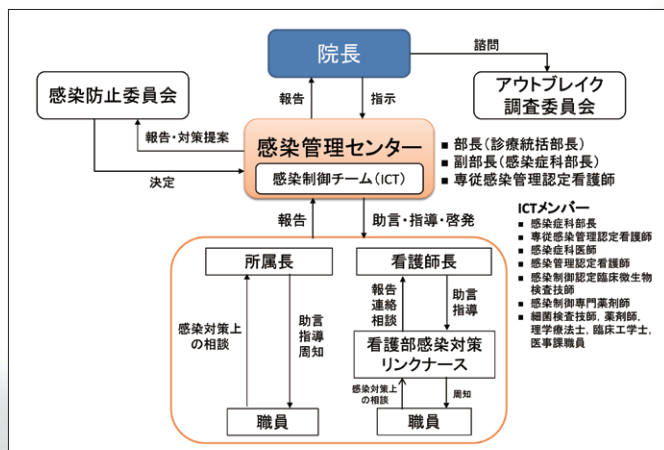 院長
諮問
感染防止委員会
アウトブレイク
調査委員会
報告
指示
報告・対策提案
感染管理センター
感染制御チーム(ICT)
決定
■ 部長(診療統括部長)
■ 副部長(感染症科部長)
■ 専従感染管理認定看護師
報告
助言・指導・啓発
ICTメンバー
■ 感染症科部長
■ 専従感染管理認定看護師
■ 感染症科医師
■ 感染管理認定看護師
■ 感染制御認定臨床微生物
検査技師
■ 感染制御専門薬剤師
■ 細菌検査技師, 薬剤師,
理学療法士, 臨床工学士,
医事課職員
所属長
看護師長
感染対策上
の相談
助言
指導
周知
報告
連絡
相談
助言
指導
看護部感染対策
リンクナース
感染対策上
の相談
周知
職員
職員